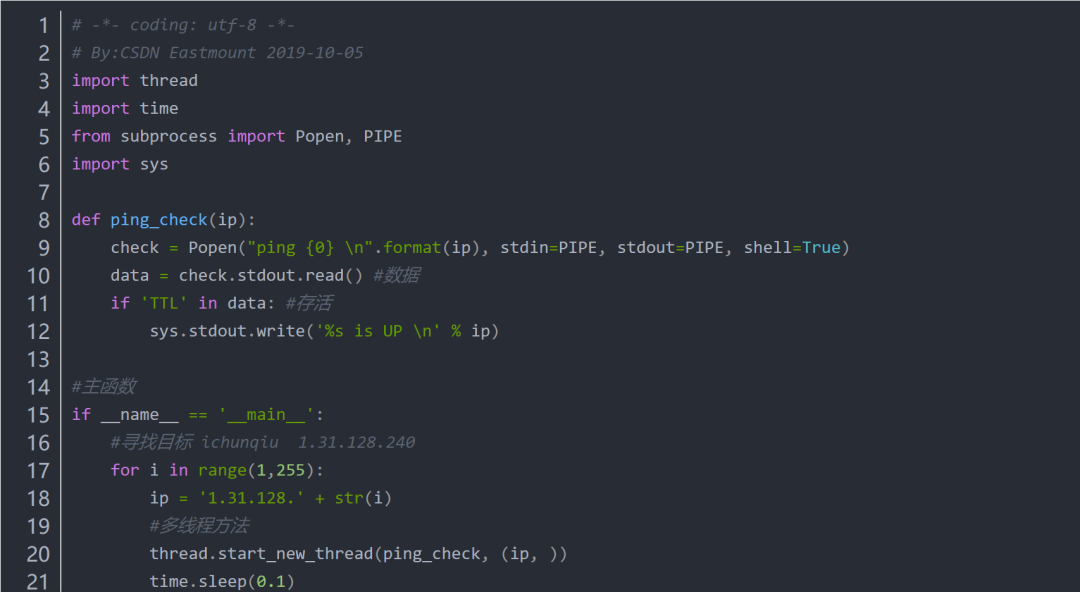 1 # -*- coding: utf-8 -*-
2 # By:CSDN Eastmount 2019-10-05
3 import thread
4 import time
5 from subprocess import Popen, PIPE
6 import sys
7
8 def ping_check(ip):
9     check = Popen("ping {0} \n".format(ip), stdin=PIPE, stdout=PIPE, shell=True)
10     data = check.stdout.read() #数据
11     if 'TTL' in data: #存活
12         sys.stdout.write('%s is UP \n' % ip)
13
14 #主函数
15 if __name__ == '__main__':
16     #寻找目标 ichunqiu  1.31.128.240
17     for i in range(1,255):
18         ip = '1.31.128.' + str(i)
19         #多线程方法
20         thread.start_new_thread(ping_check, (ip, ))
21         time.sleep(0.1)